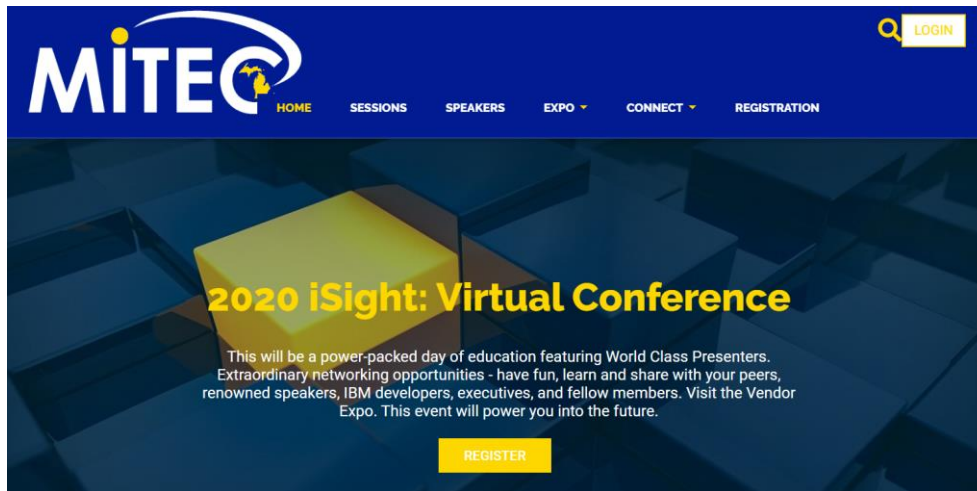 LOGIN
MiTEC
HOME SESSIONS SPEAKERS EXPO CONNECT REGISTRATION
2020 iSight: Virtual Conference
This will be a power-packed day of education featuring World Class Presenters.
Extraordinary networking opportunities - have fun, learn and share with your peers,
renowned speakers, IBM developers, executives, and fellow members. Visit the Vendor
Expo. This event will power you into the future.
REGISTER